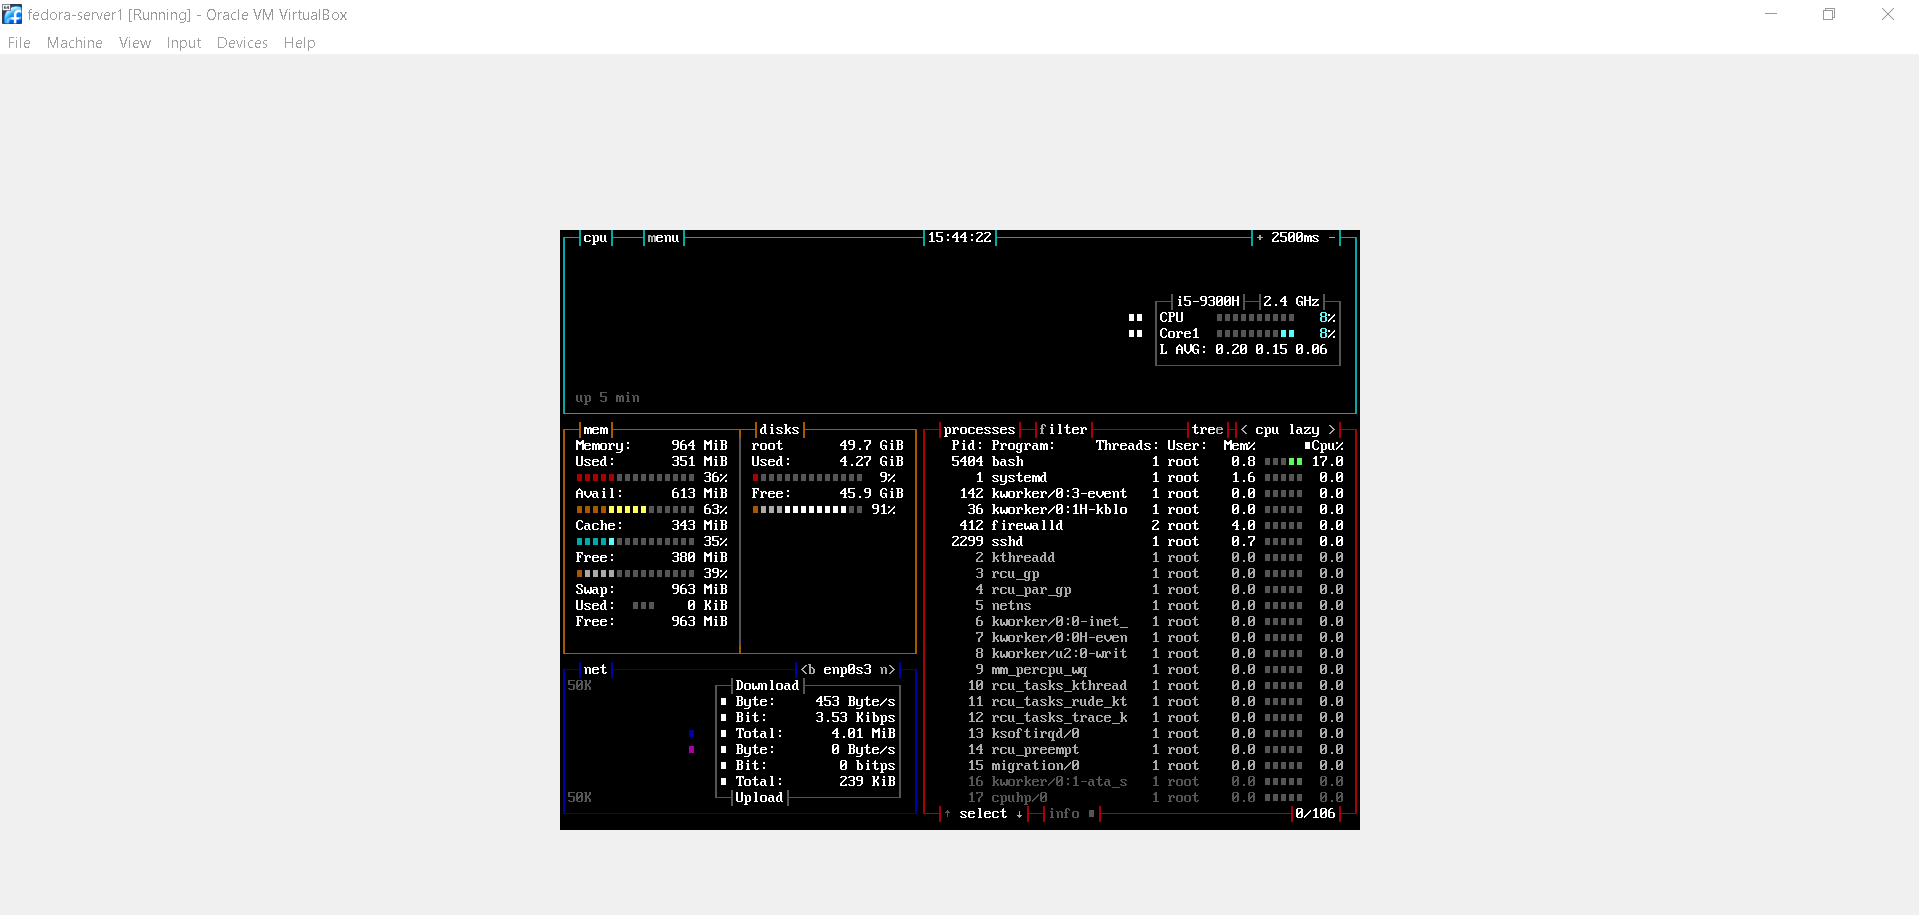 fedora-server1 [Running] - Oracle VM VirtualBox
File Machine View Input Devices Help
cpu menu 15:44:22 + 2500ms -
i5-9300H 2.4 GHz
CPU 8%
Core1 8%
L AVG: 0.20 0.15 0.06
up 5 min
mem
Memory: 964 MiB
Used: 351 MiB
36%
Avail: 613 MiB
63%
Cache: 343 MiB
35%
Free: 380 MiB
39%
Swap: 963 MiB
Used: 0 KiB
Free: 963 MiB
disks
root 49.7 GiB
Used: 4.27 GiB
9%
Free: 45.9 GiB
91%
net <b enp0s3 n>
50K
Download
Byte: 453 Byte/s
Bit: 3.53 Kibps
Total: 4.01 MiB
Byte: 0 Byte/s
Bit: 0 bitps
Total: 239 KiB
50K
Upload
processes filter tree < cpu lazy >
Pid: Program: Threads: User: Mem% Cpu%
5404 bash 1 root 0.8 17.0
1 systemd 1 root 1.6 0.0
142 kworker/0:3-event 1 root 0.0 0.0
36 kworker/0:1H-kblo 1 root 0.0 0.0
412 firewalld 2 root 4.0 0.0
2299 sshd 1 root 0.7 0.0
2 kthreadd 1 root 0.0 0.0
3 rcu_gp 1 root 0.0 0.0
4 rcu_par_gp 1 root 0.0 0.0
5 netns 1 root 0.0 0.0
6 kworker/0:0-inet_ 1 root 0.0 0.0
7 kworker/0:0H-even 1 root 0.0 0.0
8 kworker/u2:0-writ 1 root 0.0 0.0
9 mm_percpu_wq 1 root 0.0 0.0
10 rcu_tasks_kthread 1 root 0.0 0.0
11 rcu_tasks_rude_kt 1 root 0.0 0.0
12 rcu_tasks_trace_k 1 root 0.0 0.0
13 ksoftirqd/0 1 root 0.0 0.0
14 rcu_preempt 1 root 0.0 0.0
15 migration/0 1 root 0.0 0.0
16 kworker/0:1-ata_s 1 root 0.0 0.0
17 cpuhp/0 1 root 0.0 0.0
↑ select ↓ info 0/106